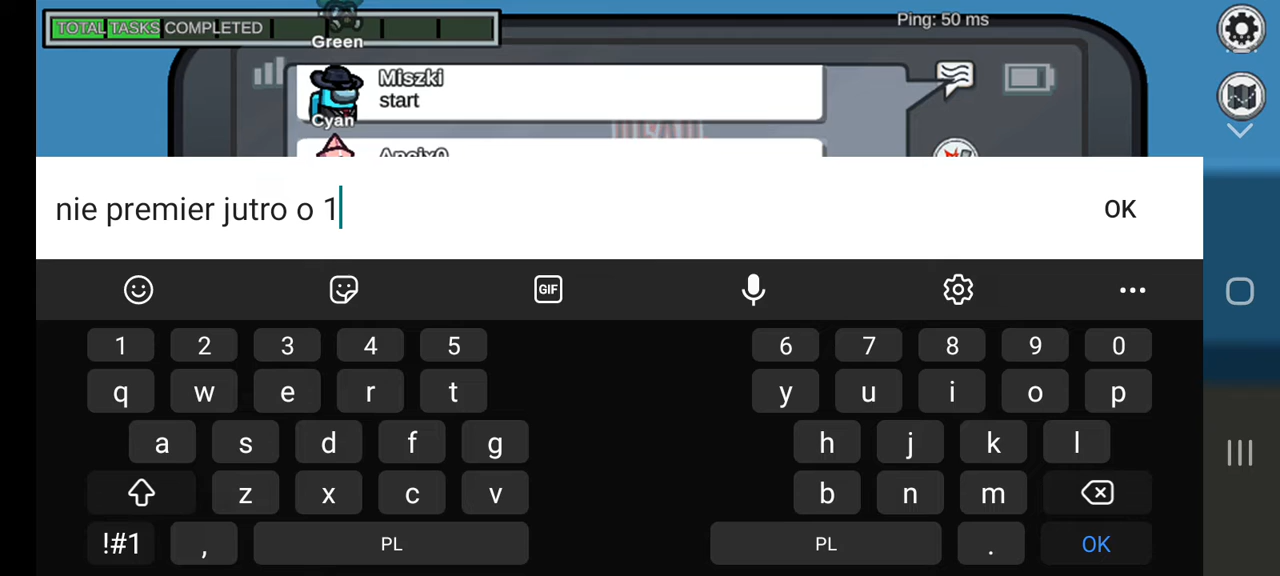 TOTAL TASKS COMPLETED
Ping: 50 ms
Green
Miszki
start
Cyan
nie premier jutro o 1
OK
GIF
1 2 3 4 5 6 7 8 9 0
q w e r t y u i o p
a s d f g h j k l
z x c v b n m
!#1 , PL PL . OK